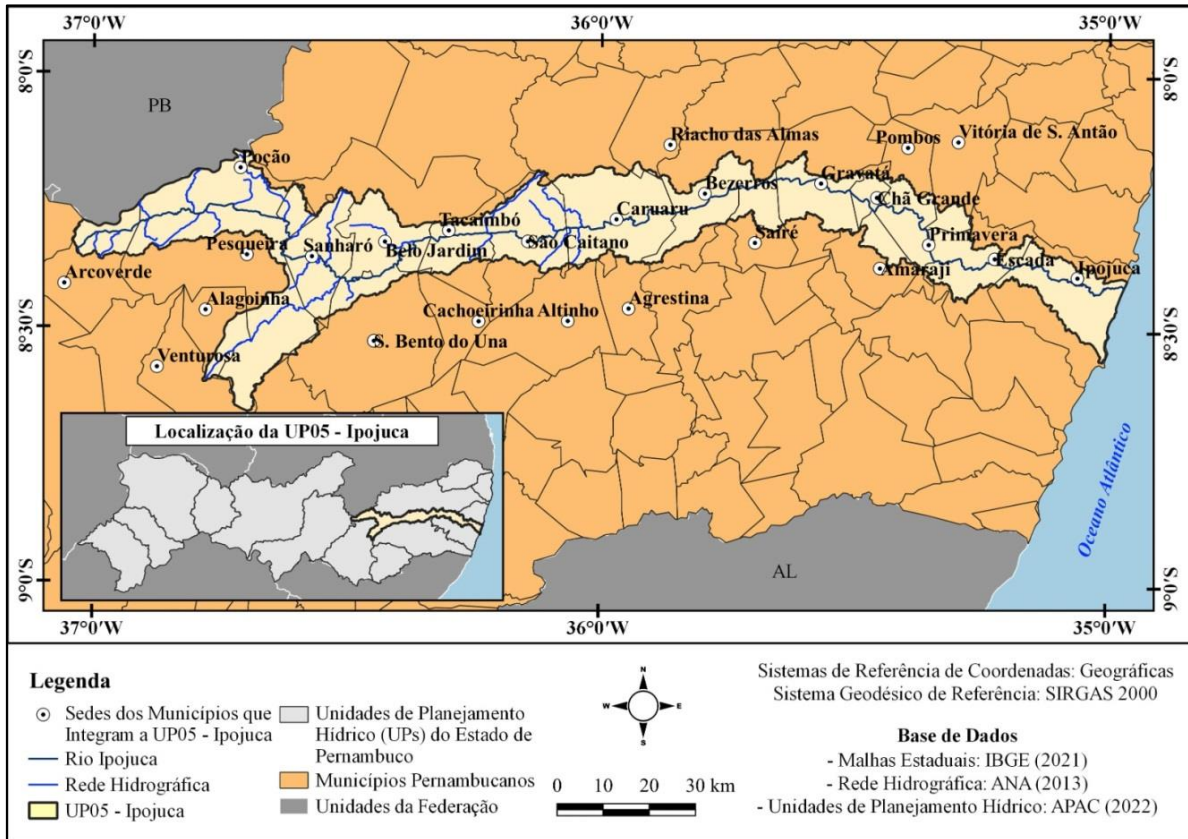 37°0'W 36°0'W 35°0'W
8°0'S 8°0'S
PB
Riacho das Almas
Pombos
Vitória de S. Antão
Poção
Gravatá
Bezerros
Chã Grande
Caruaru
Tacaimbó
Pesqueira
Sanharó
Belo Jardim
São Caitano
Sairé
Primavera
Escada
Ipojuca
Amaraji
Arcoverde
Alagoinha
Cachoeirinha
Altinho
Agrestina
8°30'S 8°30'S
S. Bento do Una
Venturosa
Localização da UP05 - Ipojuca
Oceano Atlântico
AL
9°0'S 9°0'S
37°0'W 36°0'W 35°0'W
Legenda
Sedes dos Municípios que
Integram a UP05 - Ipojuca
Rio Ipojuca
Rede Hidrográfica
UP05 - Ipojuca
Unidades de Planejamento
Hídrico (UPs) do Estado de
Pernambuco
Municípios Pernambucanos
Unidades da Federação
N
W E
S
0 10 20 30 km
Sistemas de Referência de Coordenadas: Geográficas
Sistema Geodésico de Referência: SIRGAS 2000
Base de Dados
- Malhas Estaduais: IBGE (2021)
- Rede Hidrográfica: ANA (2013)
- Unidades de Planejamento Hídrico: APAC (2022)